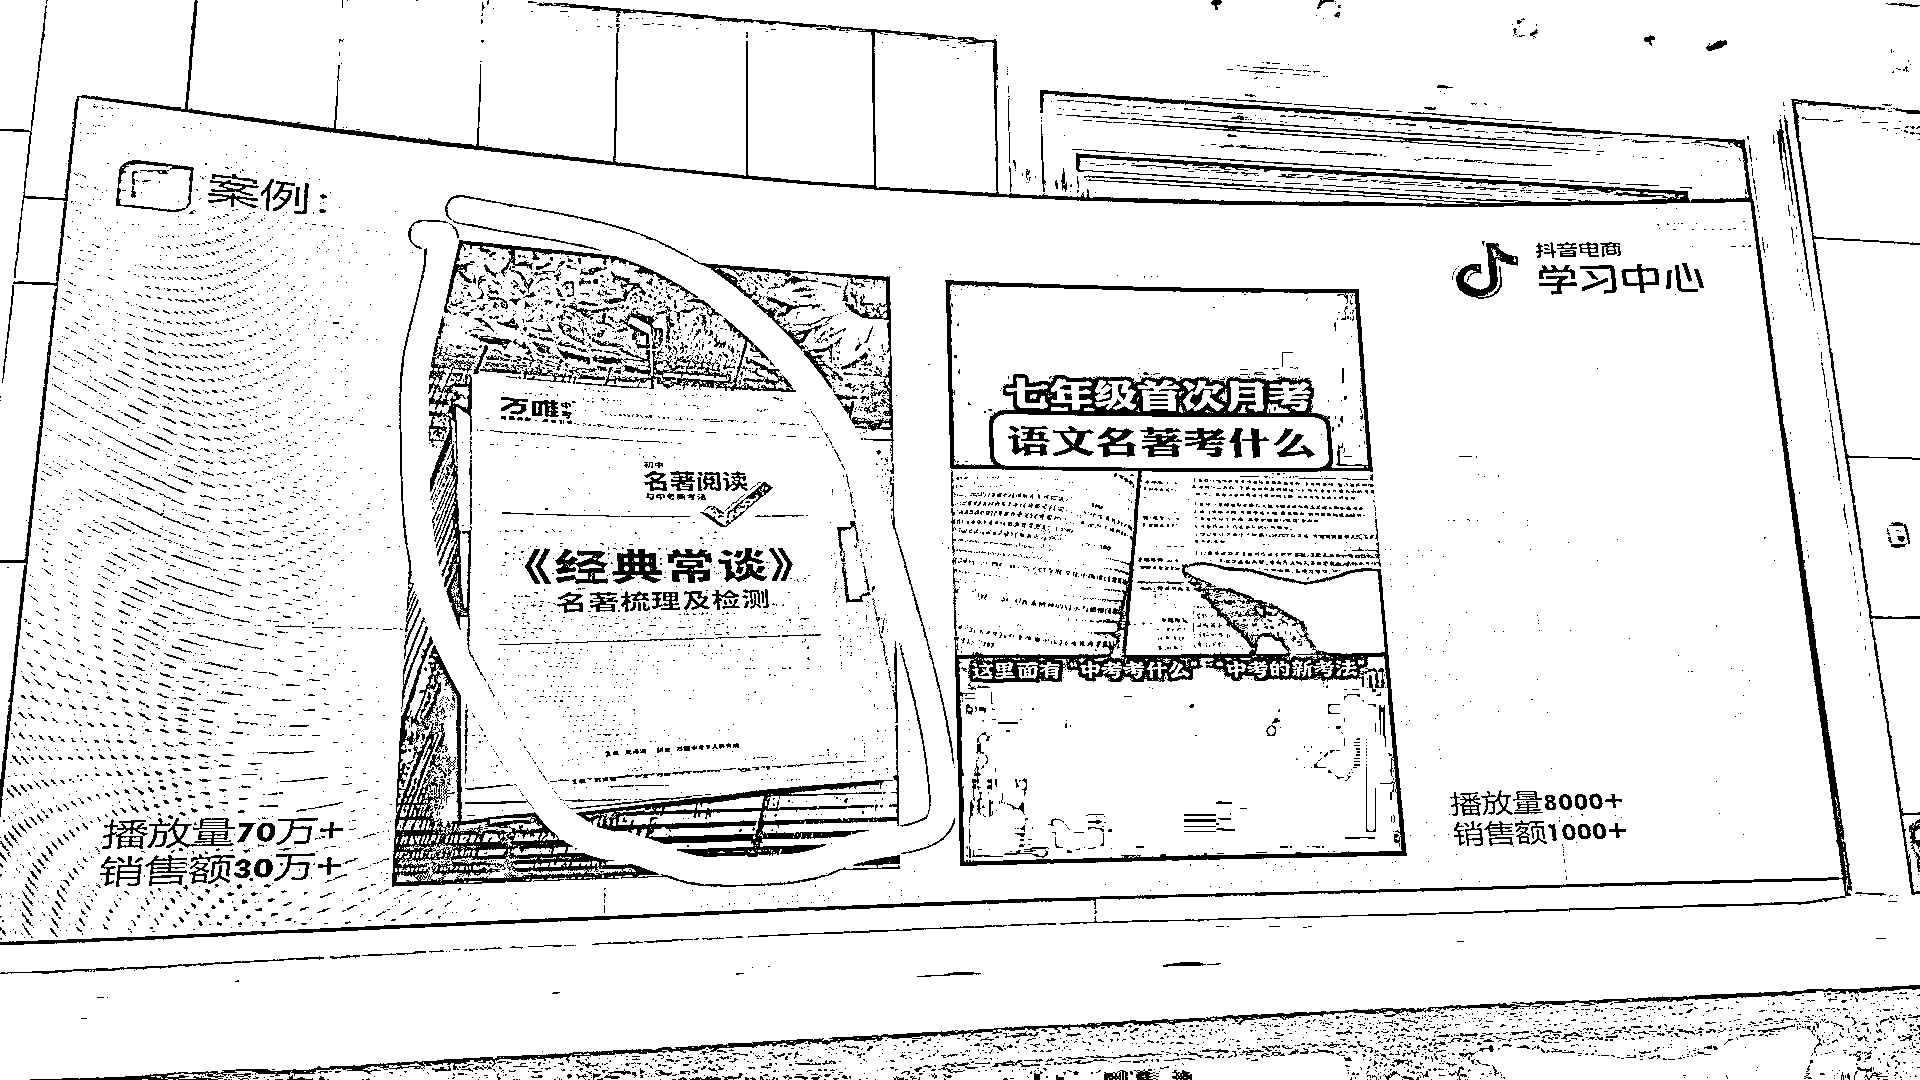 案例：
抖音电商
学习中心
万唯中考
初中
名著阅读
与中考新考法
《经典常谈》
名著梳理及检测
七年级首次月考
语文名著考什么
这里面有“中考考什么”“中考的新考法”
播放量70万+
销售额30万+
播放量8000+
销售额1000+